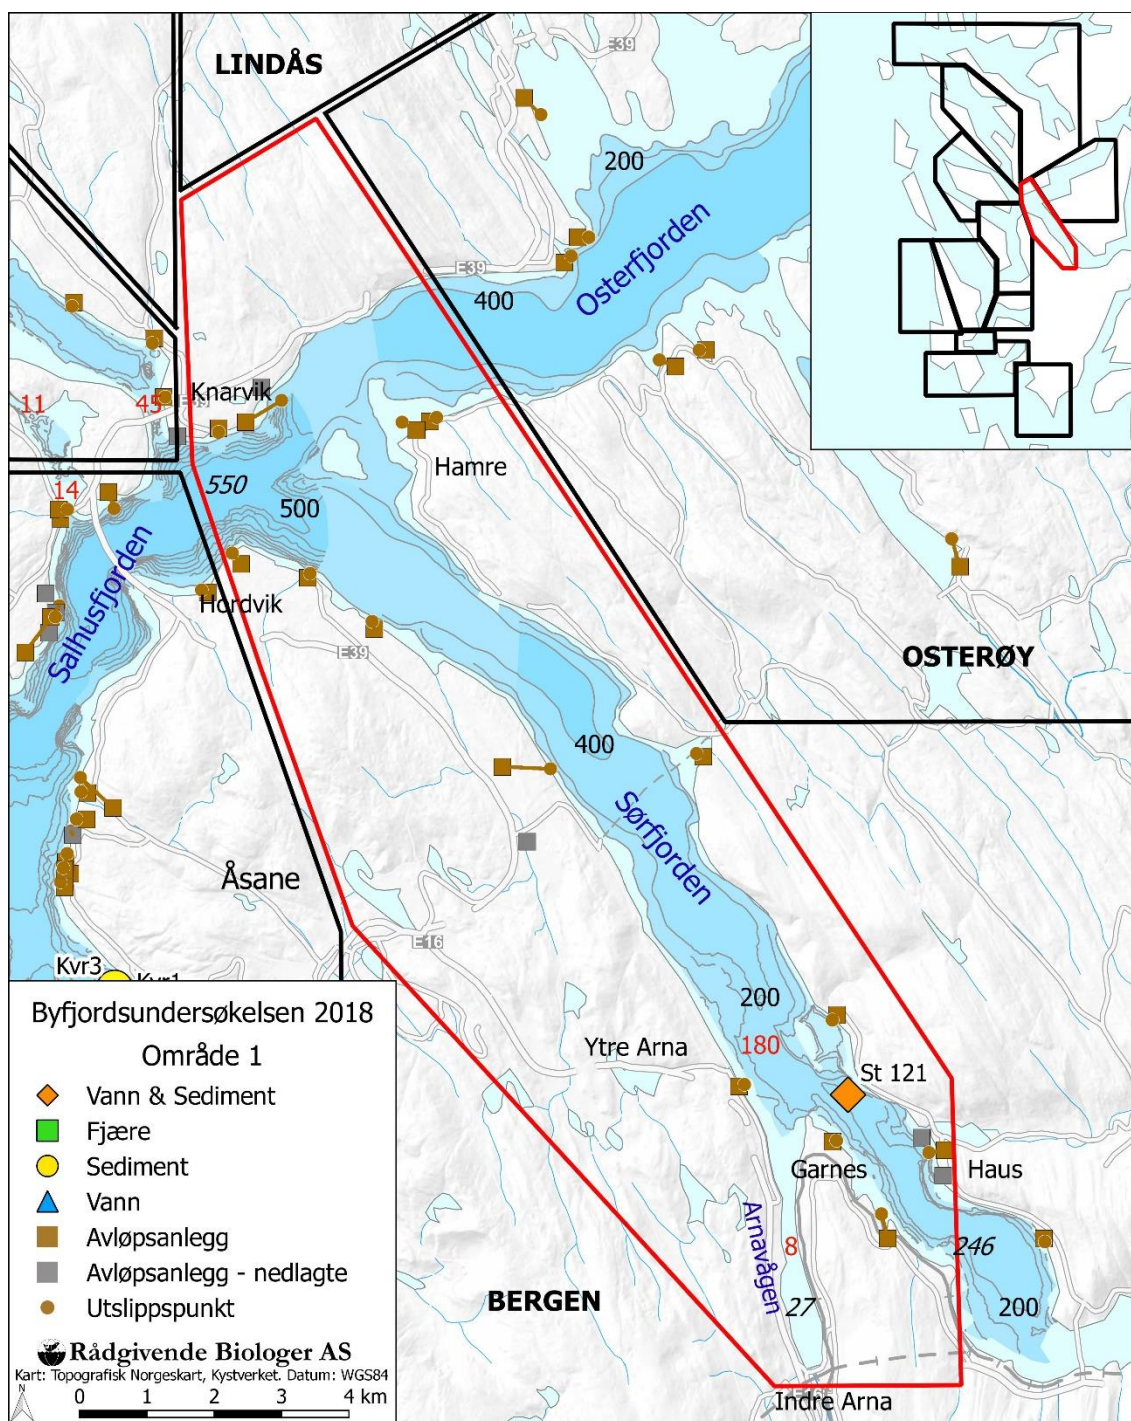 LINDÅS
E39
200
Osterfjorden
E39
400
Knarvik
11
45
E39
Hamre
550
14
500
Salhusfjorden
Hordvik
E39
OSTERØY
400
Sørfjorden
Åsane
E16
Kvr3
Kvr1
200
180
Ytre Arna
St 121
Garnes
Haus
Arnavågen
8
246
27
200
BERGEN
Indre Arna
Byfjordsundersøkelsen 2018
Område 1
Vann & Sediment
Fjære
Sediment
Vann
Avløpsanlegg
Avløpsanlegg - nedlagte
Utslippspunkt
Rådgivende Biologer AS
Kart: Topografisk Norgeskart, Kystverket. Datum: WGS84
N
0 1 2 3 4 km